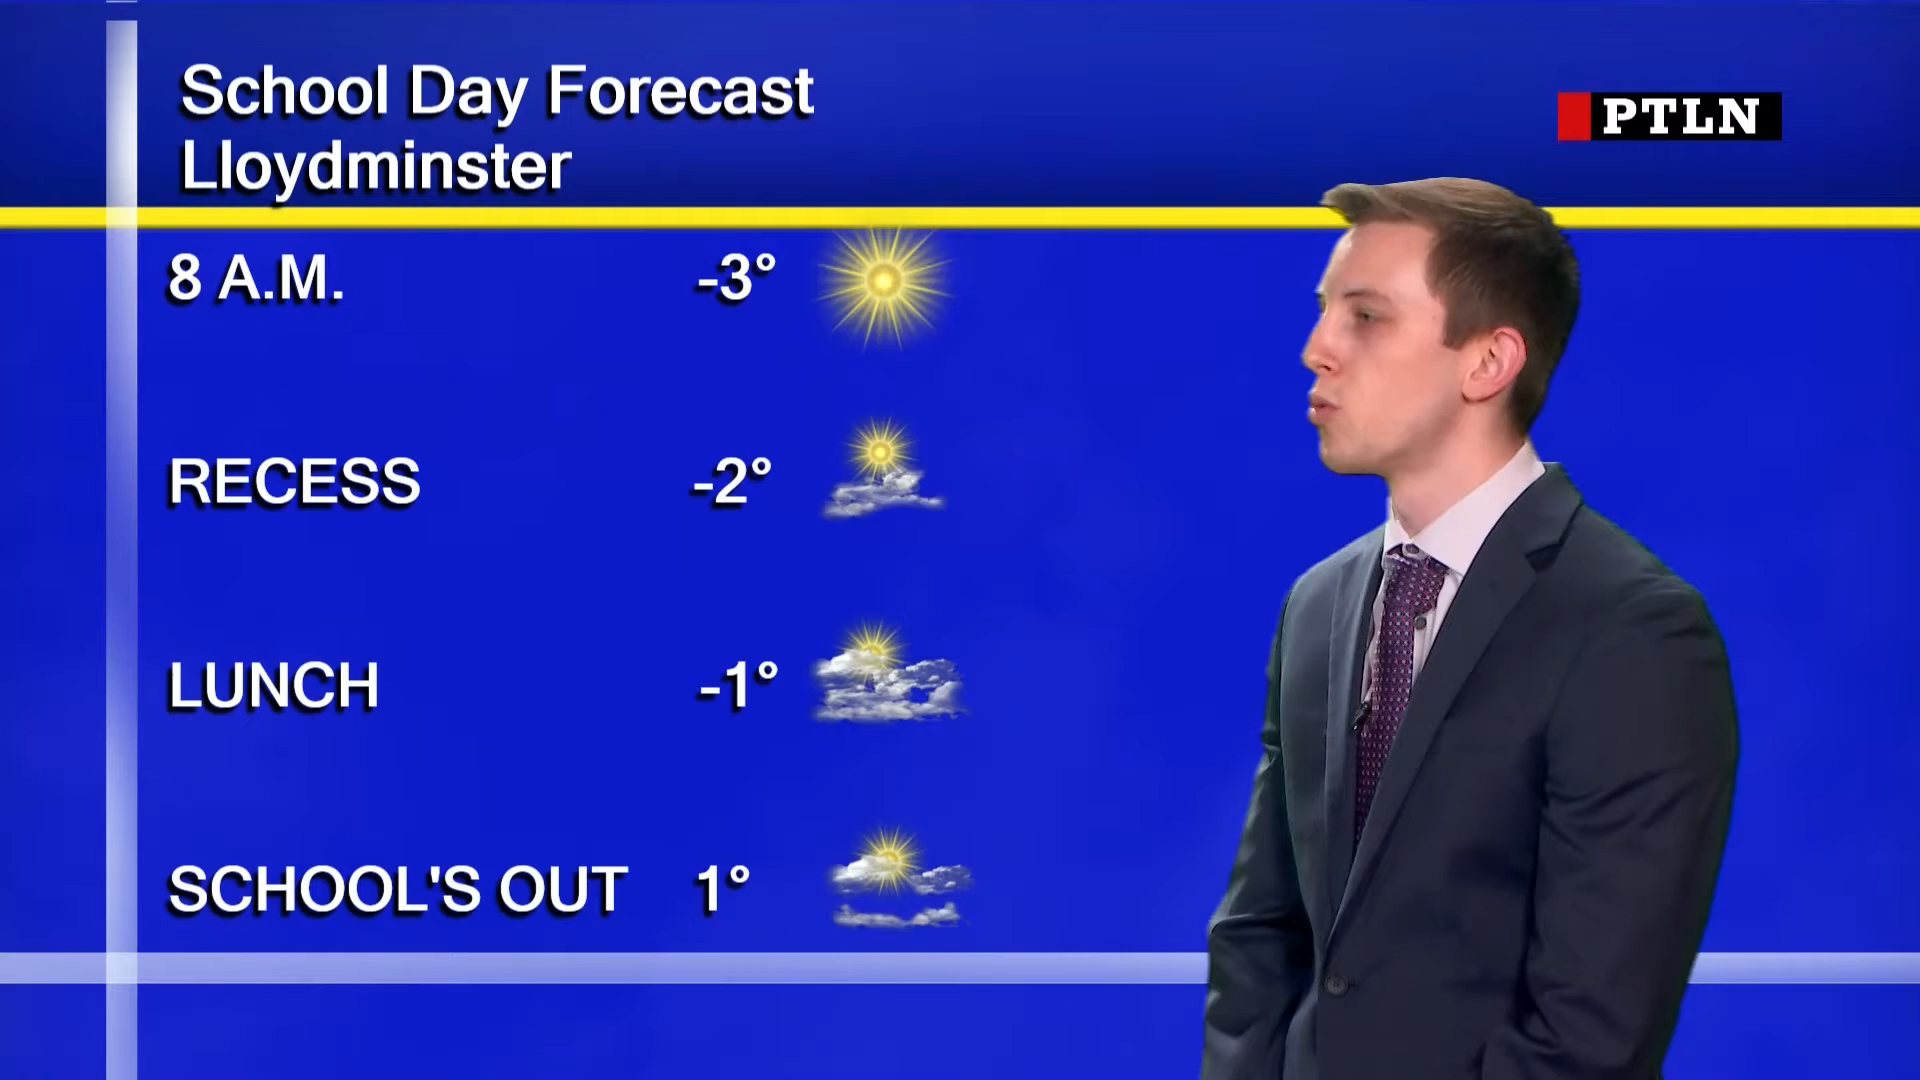 School Day Forecast
Lloydminster
PTLN
8 A.M. -3°
RECESS -2°
LUNCH -1°
SCHOOL'S OUT 1°